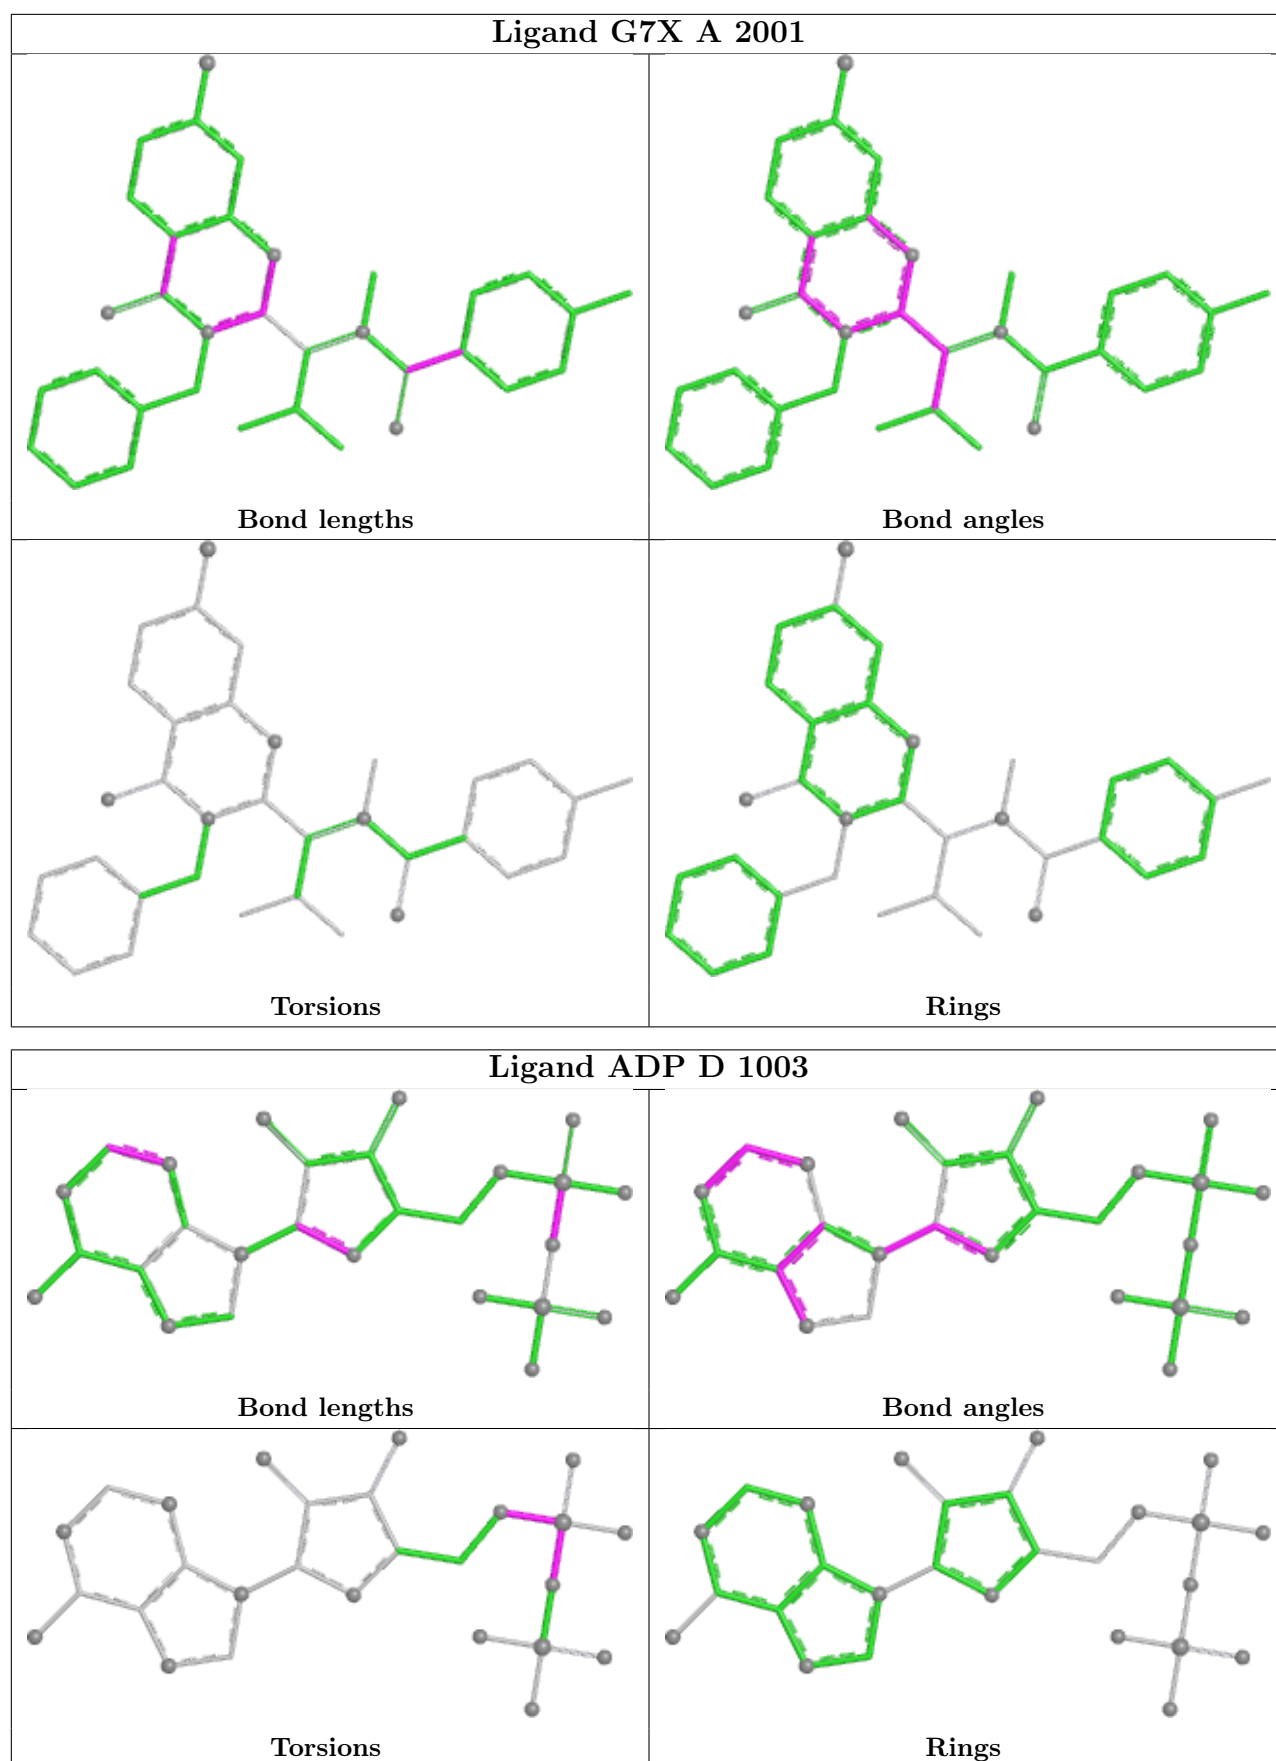 Ligand G7X A 2001
Bond lengths
Bond angles
Torsions
Rings
Ligand ADP D 1003
Bond lengths
Bond angles
Torsions
Rings